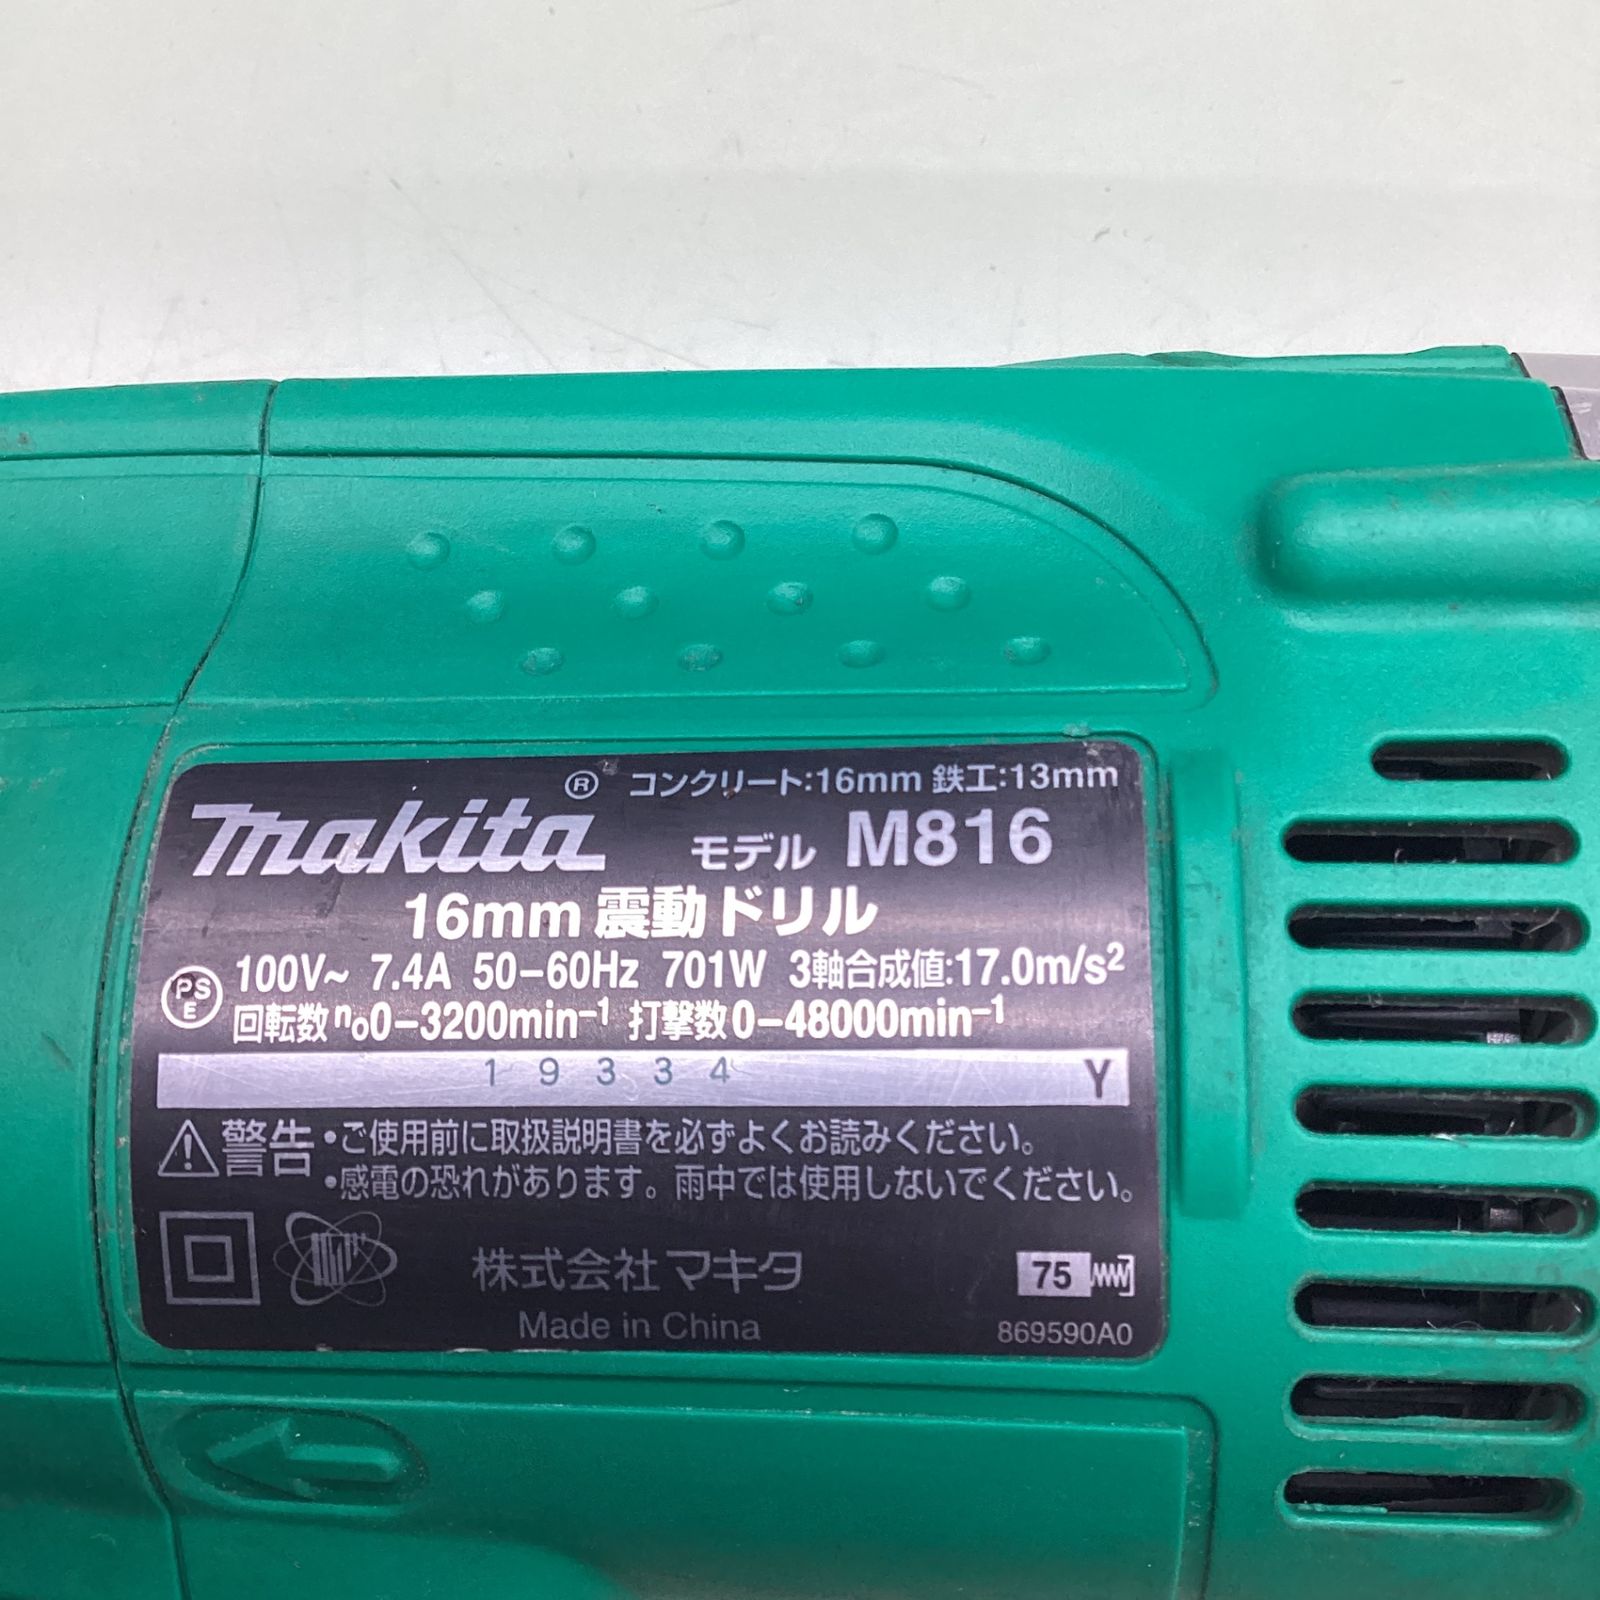 makita® コンクリート:16mm 鉄工:13mm
モデル M816
16mm 震動ドリル
PSE 100V~ 7.4A 50-60Hz 701W 3軸合成値:17.0m/s²
回転数 n₀0-3200min⁻¹ 打撃数0-48000min⁻¹
19334 Y
⚠警告 •ご使用前に取扱説明書を必ずよくお読みください。
•感電の恐れがあります。雨中では使用しないでください。
株式会社 マキタ 75
Made in China 869590A0